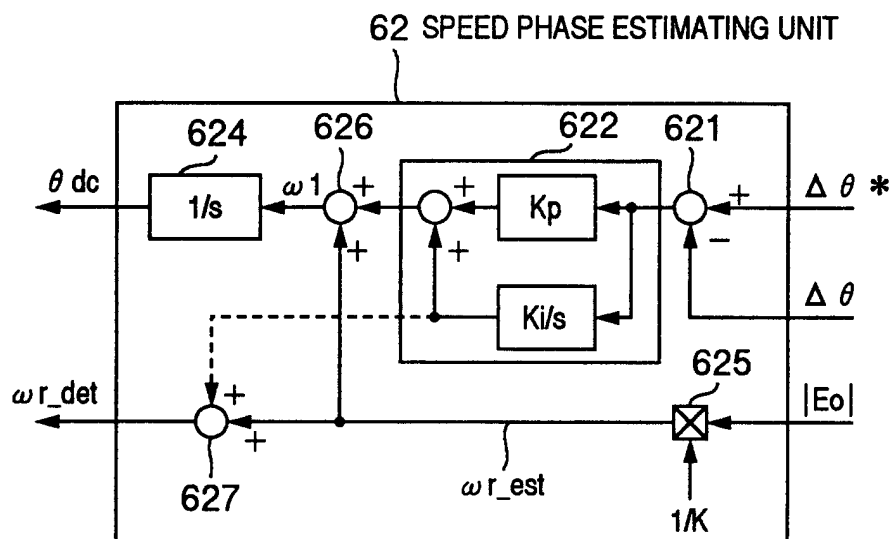 62 SPEED PHASE ESTIMATING UNIT
624
626
622
621
θ dc
1/s
ω 1
+
+
+
+
Kp
+
−
Δ θ *
Ki/s
Δ θ
625
ω r_det
+
+
|Eo|
627
ω r_est
1/K